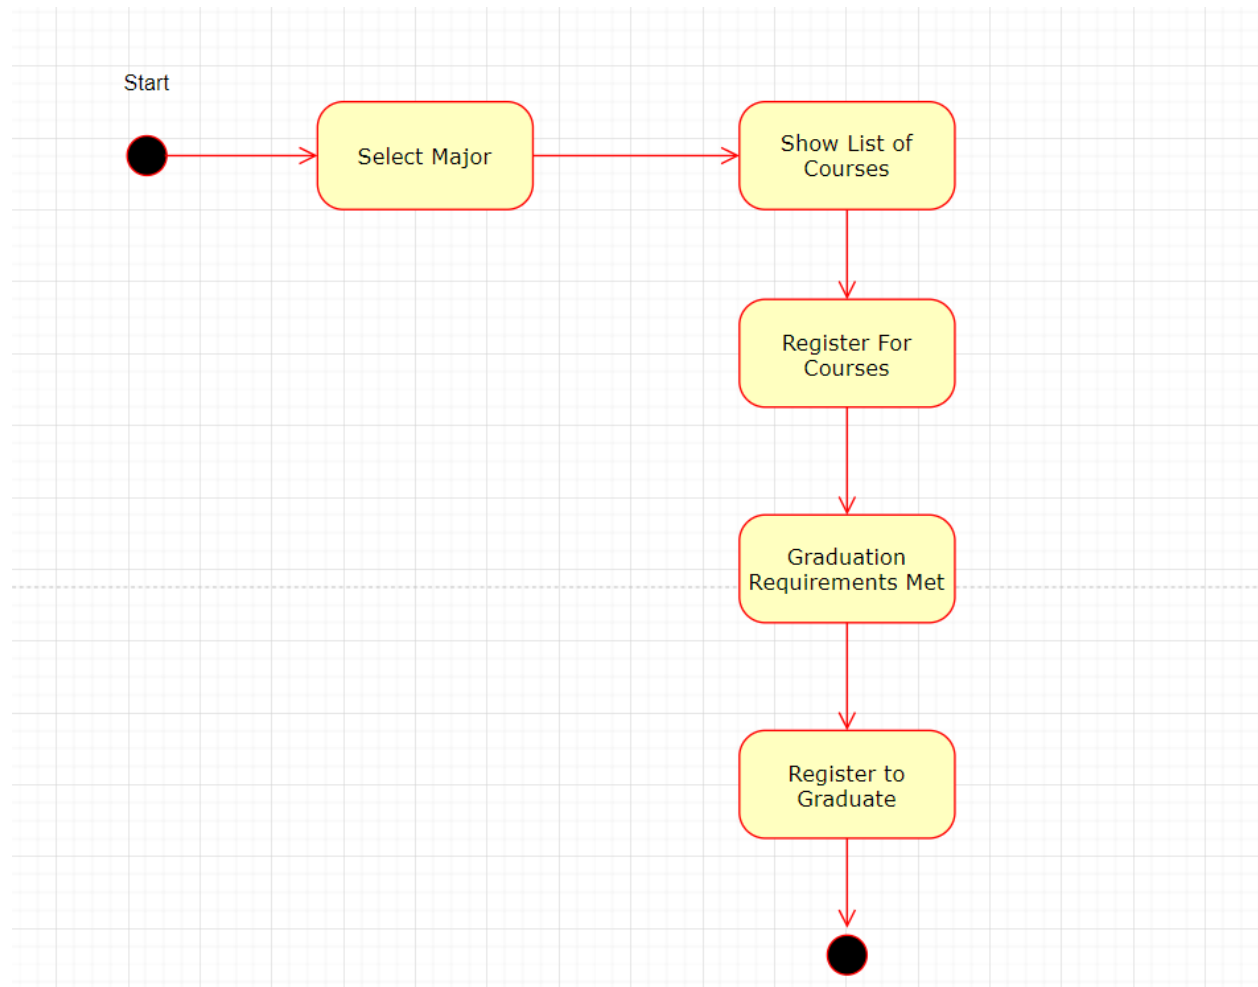 Start
Select Major
Show List of
Courses
Register For
Courses
Graduation
Requirements Met
Register to
Graduate